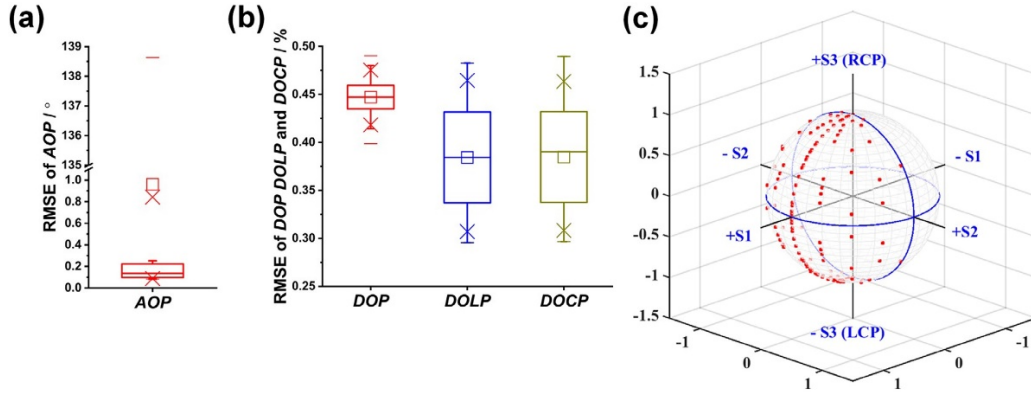 (a)
139
138
137
136
135
1.0
0.8
0.6
0.4
0.2
0.0
RMSE of AOP / °
AOP
(b)
0.50
0.45
0.40
0.35
0.30
0.25
RMSE of DOP DOLP and DOCP / %
DOP
DOLP
DOCP
(c)
1.5
1
0.5
0
-0.5
-1
-1.5
+S3 (RCP)
- S2
- S1
+S1
+S2
- S3 (LCP)
-1
0
1
1
0
-1